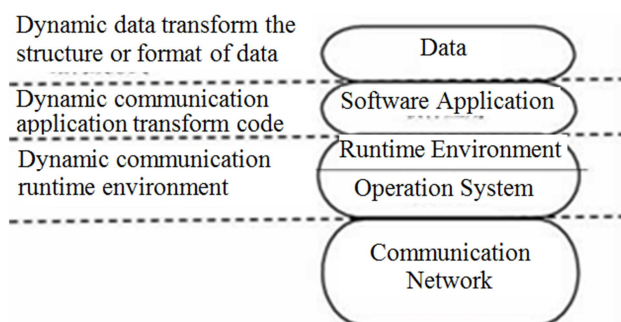 Dynamic data transform the
structure or format of data
Data
Dynamic communication
application transform code
Software Application
Dynamic communication
runtime environment
Runtime Environment
Operation System
Communication
Network